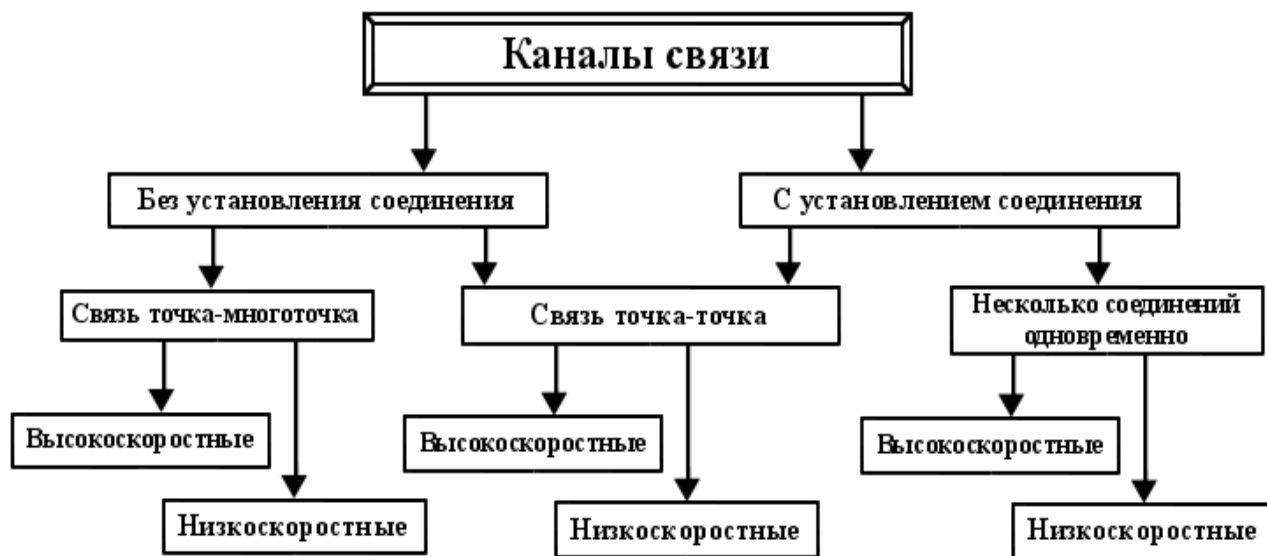 Каналы связи
Без установления соединения
С установлением соединения
Связь точка-многоточка
Связь точка-точка
Несколько соединений
одновременно
Высокоскоростные
Высокоскоростные
Высокоскоростные
Низкоскоростные
Низкоскоростные
Низкоскоростные